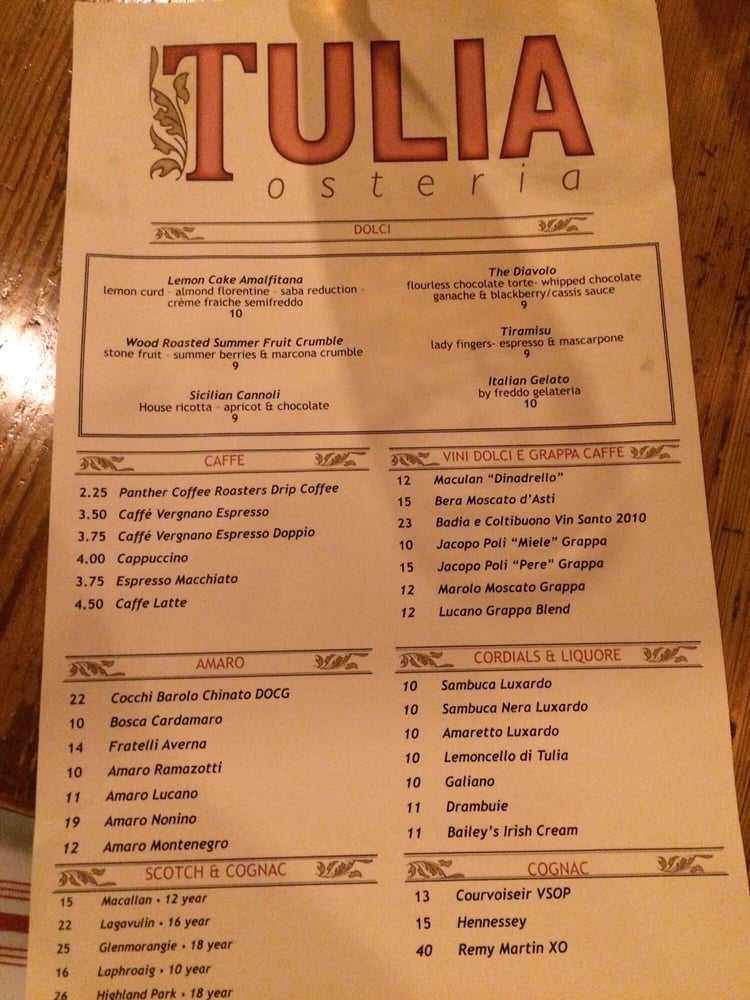 TULIA
osteria
DOLCI
Lemon Cake Amalfitana
lemon curd - almond florentine - saba reduction -
crème fraiche semifreddo
10
Wood Roasted Summer Fruit Crumble
stone fruit - summer berries & marcona crumble
9
Sicilian Cannoli
House ricotta - apricot & chocolate
9
The Diavolo
flourless chocolate torte- whipped chocolate
ganache & blackberry/cassis sauce
9
Tiramisu
lady fingers- espresso & mascarpone
9
Italian Gelato
by freddo gelateria
10
CAFFE
2.25 Panther Coffee Roasters Drip Coffee
3.50 Caffé Vergnano Espresso
3.75 Caffé Vergnano Espresso Doppio
4.00 Cappuccino
3.75 Espresso Macchiato
4.50 Caffe Latte
VINI DOLCI E GRAPPA CAFFE
12 Maculan “Dinadrello”
15 Bera Moscato d'Asti
23 Badia e Coltibuono Vin Santo 2010
10 Jacopo Poli “Miele” Grappa
15 Jacopo Poli “Pere” Grappa
12 Marolo Moscato Grappa
12 Lucano Grappa Blend
AMARO
22 Cocchi Barolo Chinato DOCG
10 Bosca Cardamaro
14 Fratelli Averna
10 Amaro Ramazotti
11 Amaro Lucano
19 Amaro Nonino
12 Amaro Montenegro
CORDIALS & LIQUORE
10 Sambuca Luxardo
10 Sambuca Nera Luxardo
10 Amaretto Luxardo
10 Lemoncello di Tulia
10 Galiano
11 Drambuie
11 Bailey's Irish Cream
SCOTCH & COGNAC
15 Macallan • 12 year
22 Lagavulin • 16 year
25 Glenmorangie • 18 year
16 Laphroaig • 10 year
26 Highland Park • 18 year
COGNAC
13 Courvoiseir VSOP
15 Hennessey
40 Remy Martin XO